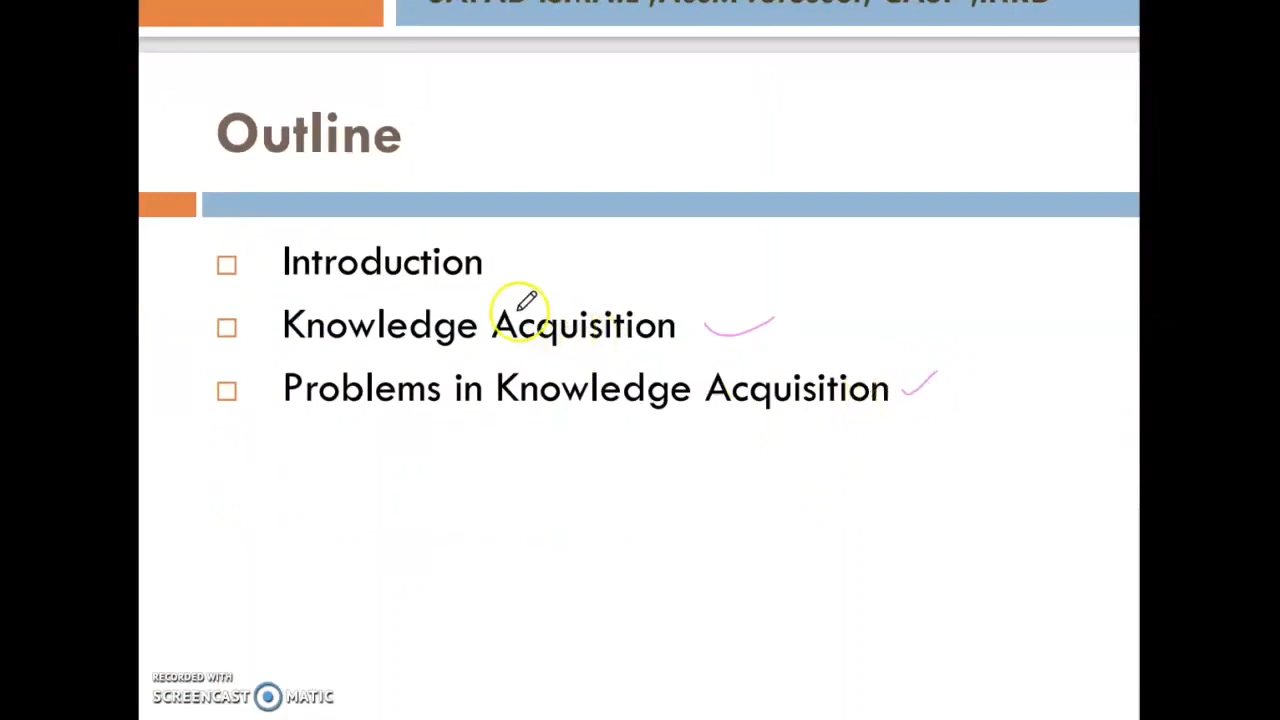 Outline
Introduction
Knowledge Acquisition
Problems in Knowledge Acquisition
RECORDED WITH
SCREENCAST MATIC